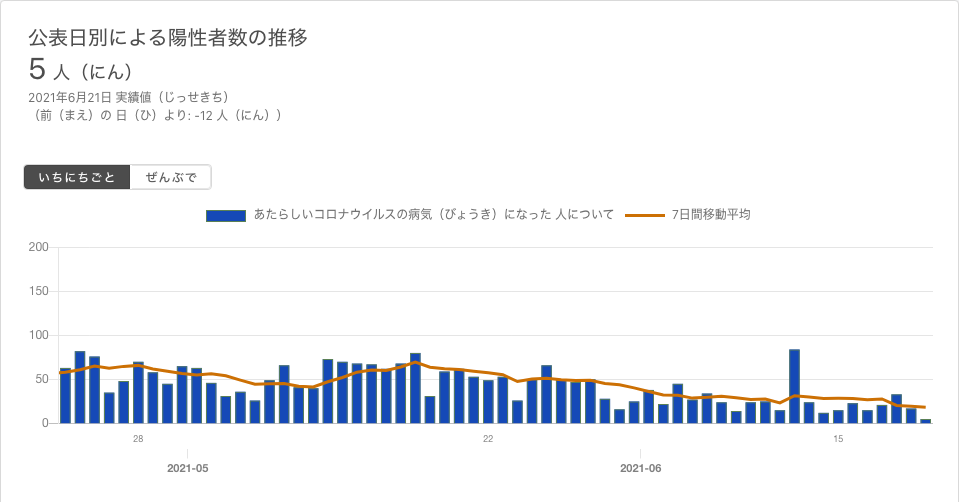 公表日別による陽性者数の推移
5 人（にん）
2021年6月21日 実績値（じっせきち）
（前（まえ）の 日（ひ）より: -12 人（にん））
いちにちごと ぜんぶで
あたらしいコロナウイルスの病気（びょうき）になった 人について 7日間移動平均
200
150
100
50
0
28 22 15
2021-05 2021-06